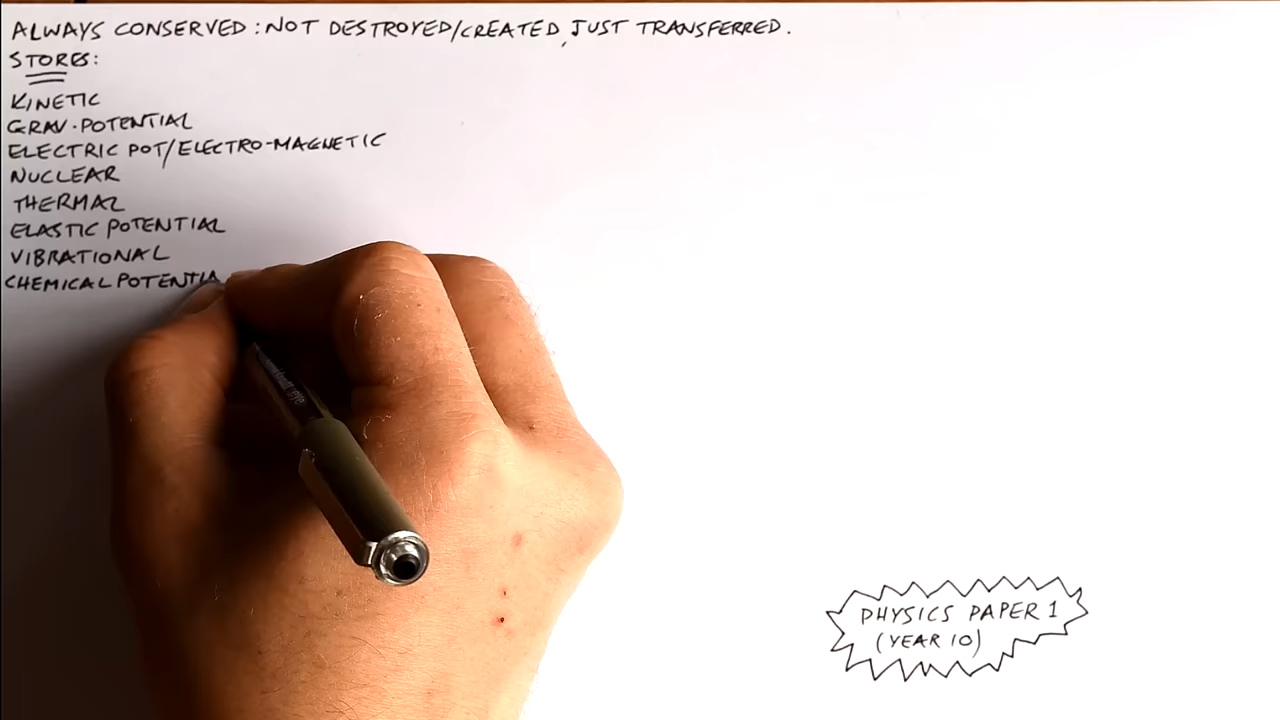 ALWAYS CONSERVED : NOT DESTROYED/CREATED, JUST TRANSFERRED.
STORES:
KINETIC
GRAV. POTENTIAL
ELECTRIC POT/ELECTRO-MAGNETIC
NUCLEAR
THERMAL
ELASTIC POTENTIAL
VIBRATIONAL
CHEMICAL POTENTIA
eye
PHYSICS PAPER 1
(YEAR 10)